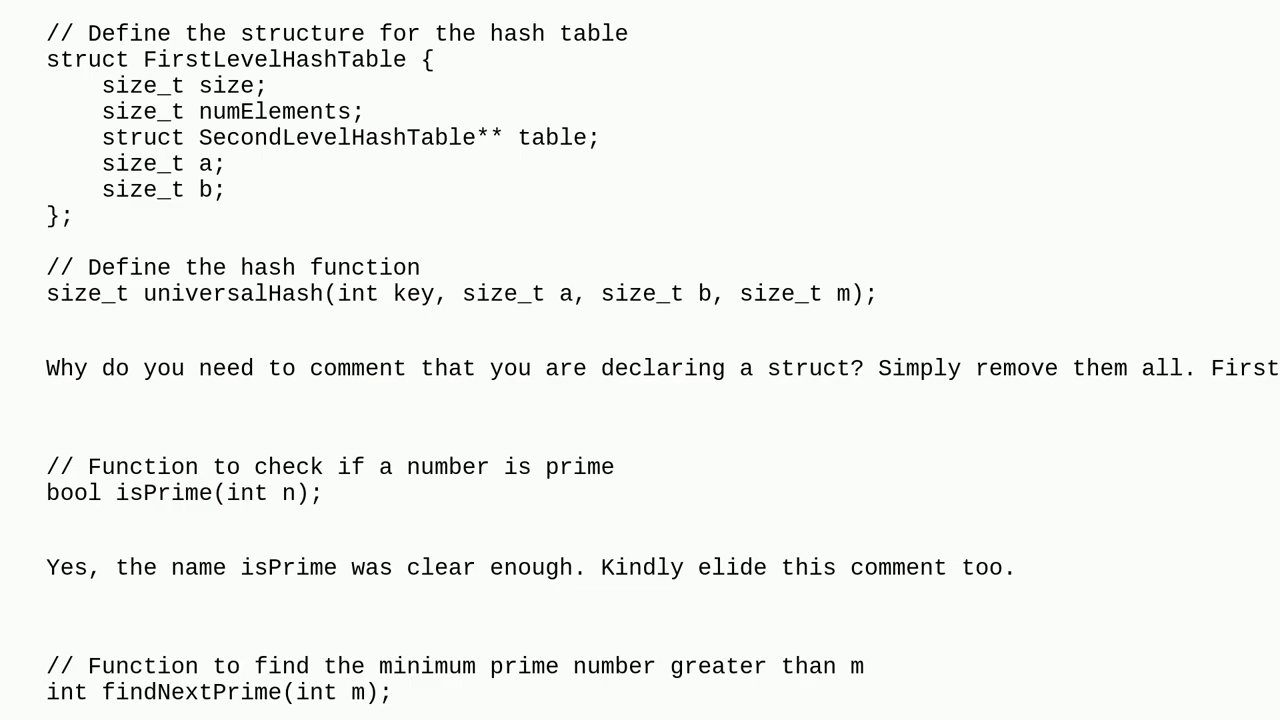 // Define the structure for the hash table
struct FirstLevelHashTable {
    size_t size;
    size_t numElements;
    struct SecondLevelHashTable** table;
    size_t a;
    size_t b;
};
// Define the hash function
size_t universalHash(int key, size_t a, size_t b, size_t m);
Why do you need to comment that you are declaring a struct? Simply remove them all. First
// Function to check if a number is prime
bool isPrime(int n);
Yes, the name isPrime was clear enough. Kindly elide this comment too.
// Function to find the minimum prime number greater than m
int findNextPrime(int m);